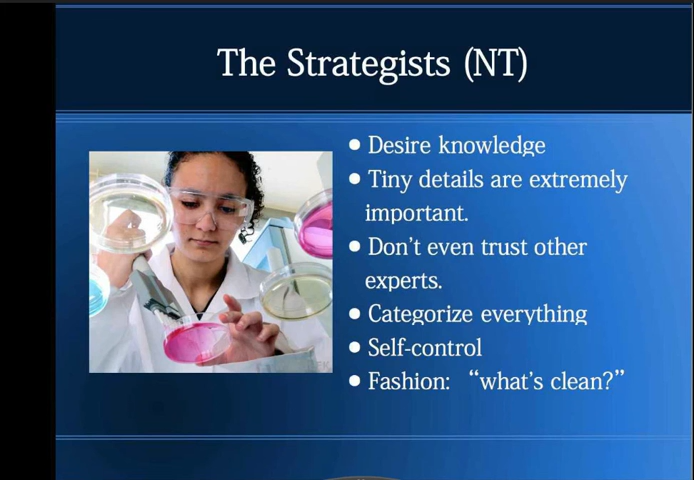 The Strategists (NT)
● Desire knowledge
● Tiny details are extremely
important.
● Don’t even trust other
experts.
● Categorize everything
● Self-control
● Fashion: “what’s clean?”